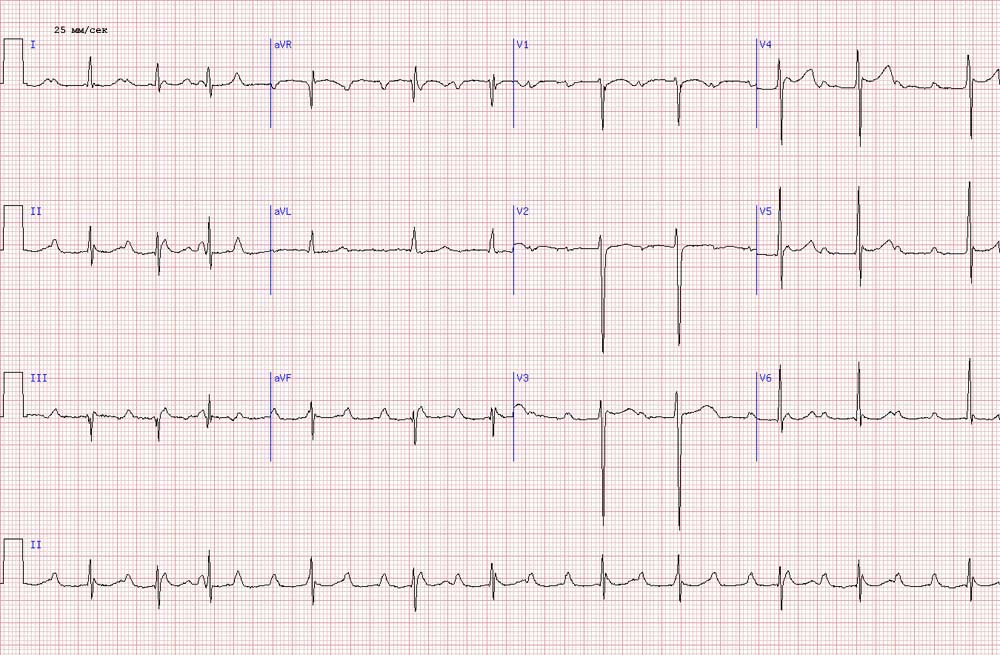 25 мм/сек
I aVR V1 V4
II aVL V2 V5
III aVF V3 V6
II